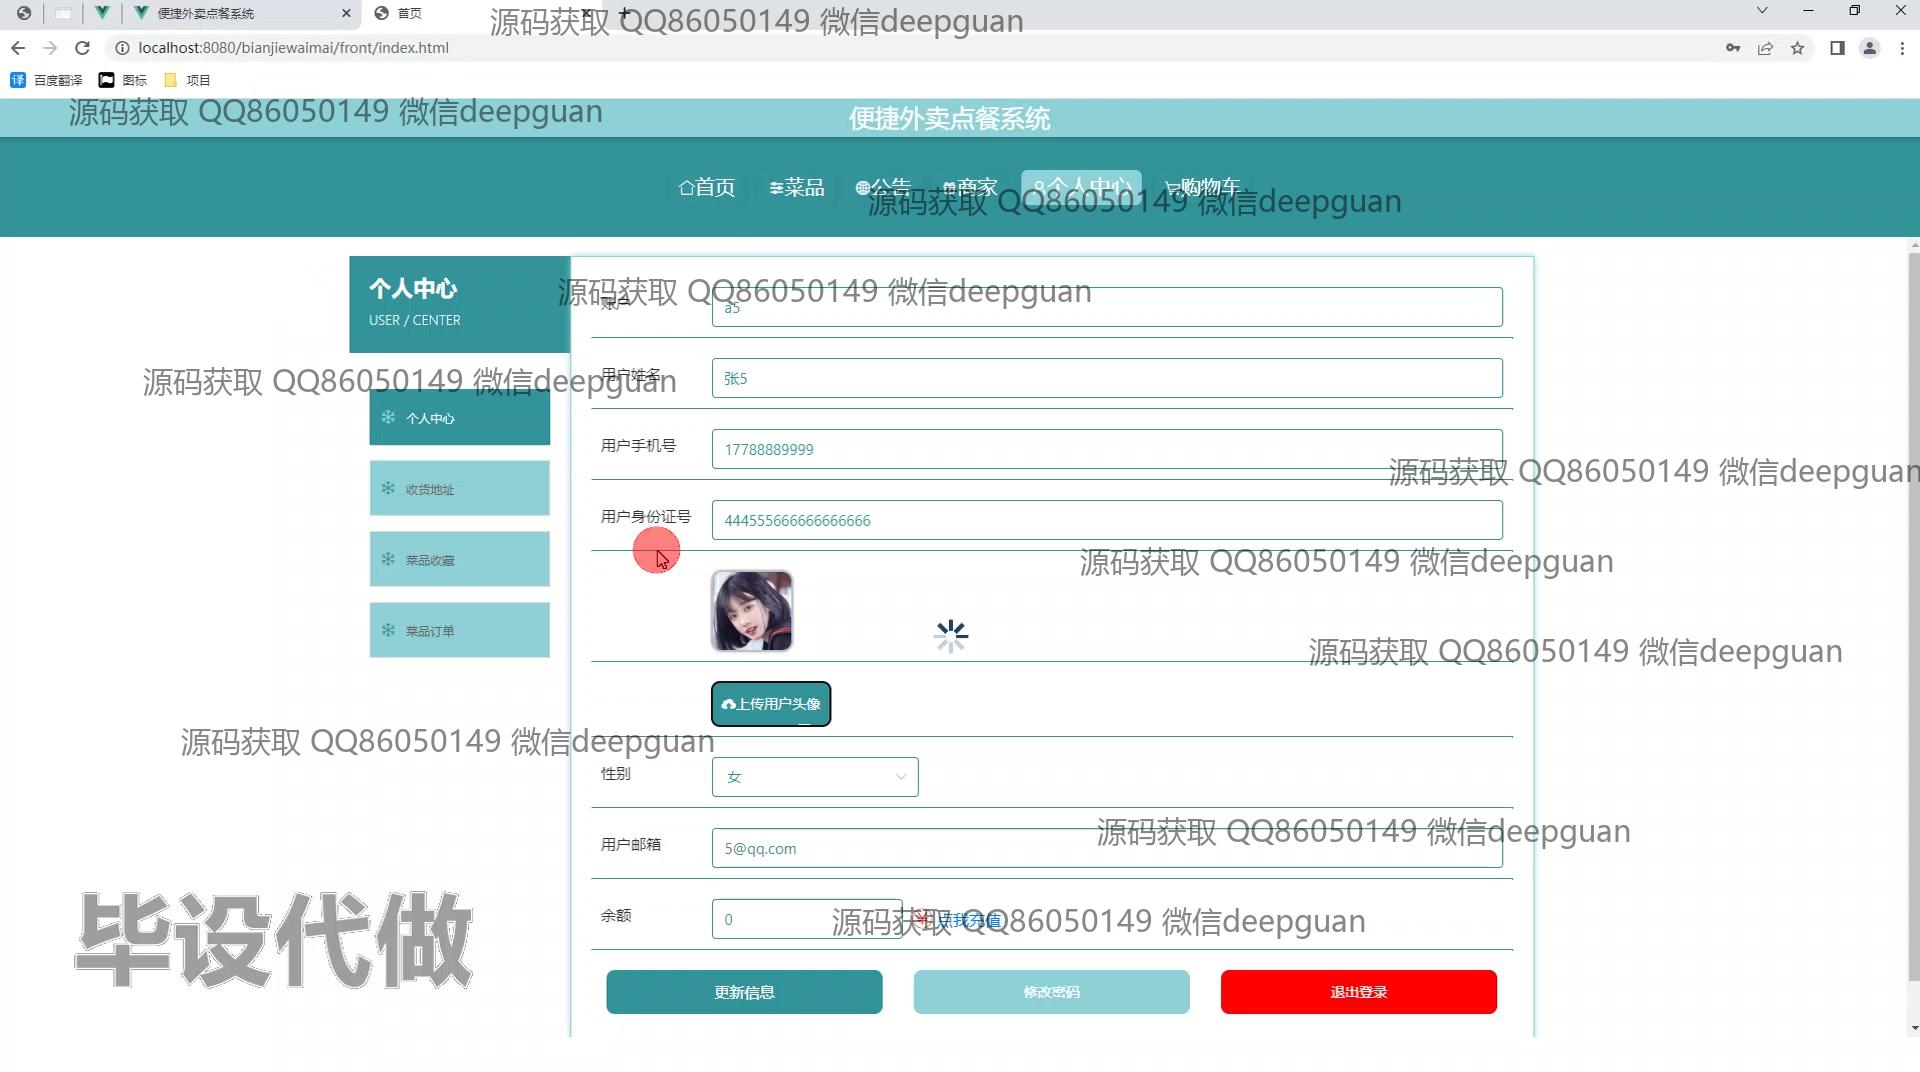 便捷外卖点餐系统
首页
源码获取 QQ86050149 微信deepguan
localhost:8080/bianjiewaimai/front/index.html
百度翻译
图标
项目
源码获取 QQ86050149 微信deepguan
便捷外卖点餐系统
首页
菜品
公告
商家
个人中心
购物车
源码获取 QQ86050149 微信deepguan
个人中心
USER / CENTER
源码获取 QQ86050149 微信deepguan
账户
a5
源码获取 QQ86050149 微信deepguan
用户姓名
张5
个人中心
用户手机号
17788889999
源码获取 QQ86050149 微信deepguan
收货地址
用户身份证号
444555666666666666
菜品收藏
源码获取 QQ86050149 微信deepguan
菜品订单
源码获取 QQ86050149 微信deepguan
上传用户头像
源码获取 QQ86050149 微信deepguan
性别
女
源码获取 QQ86050149 微信deepguan
用户邮箱
5@qq.com
余额
0
点我充值
源码获取 QQ86050149 微信deepguan
毕设代做
更新信息
修改密码
退出登录